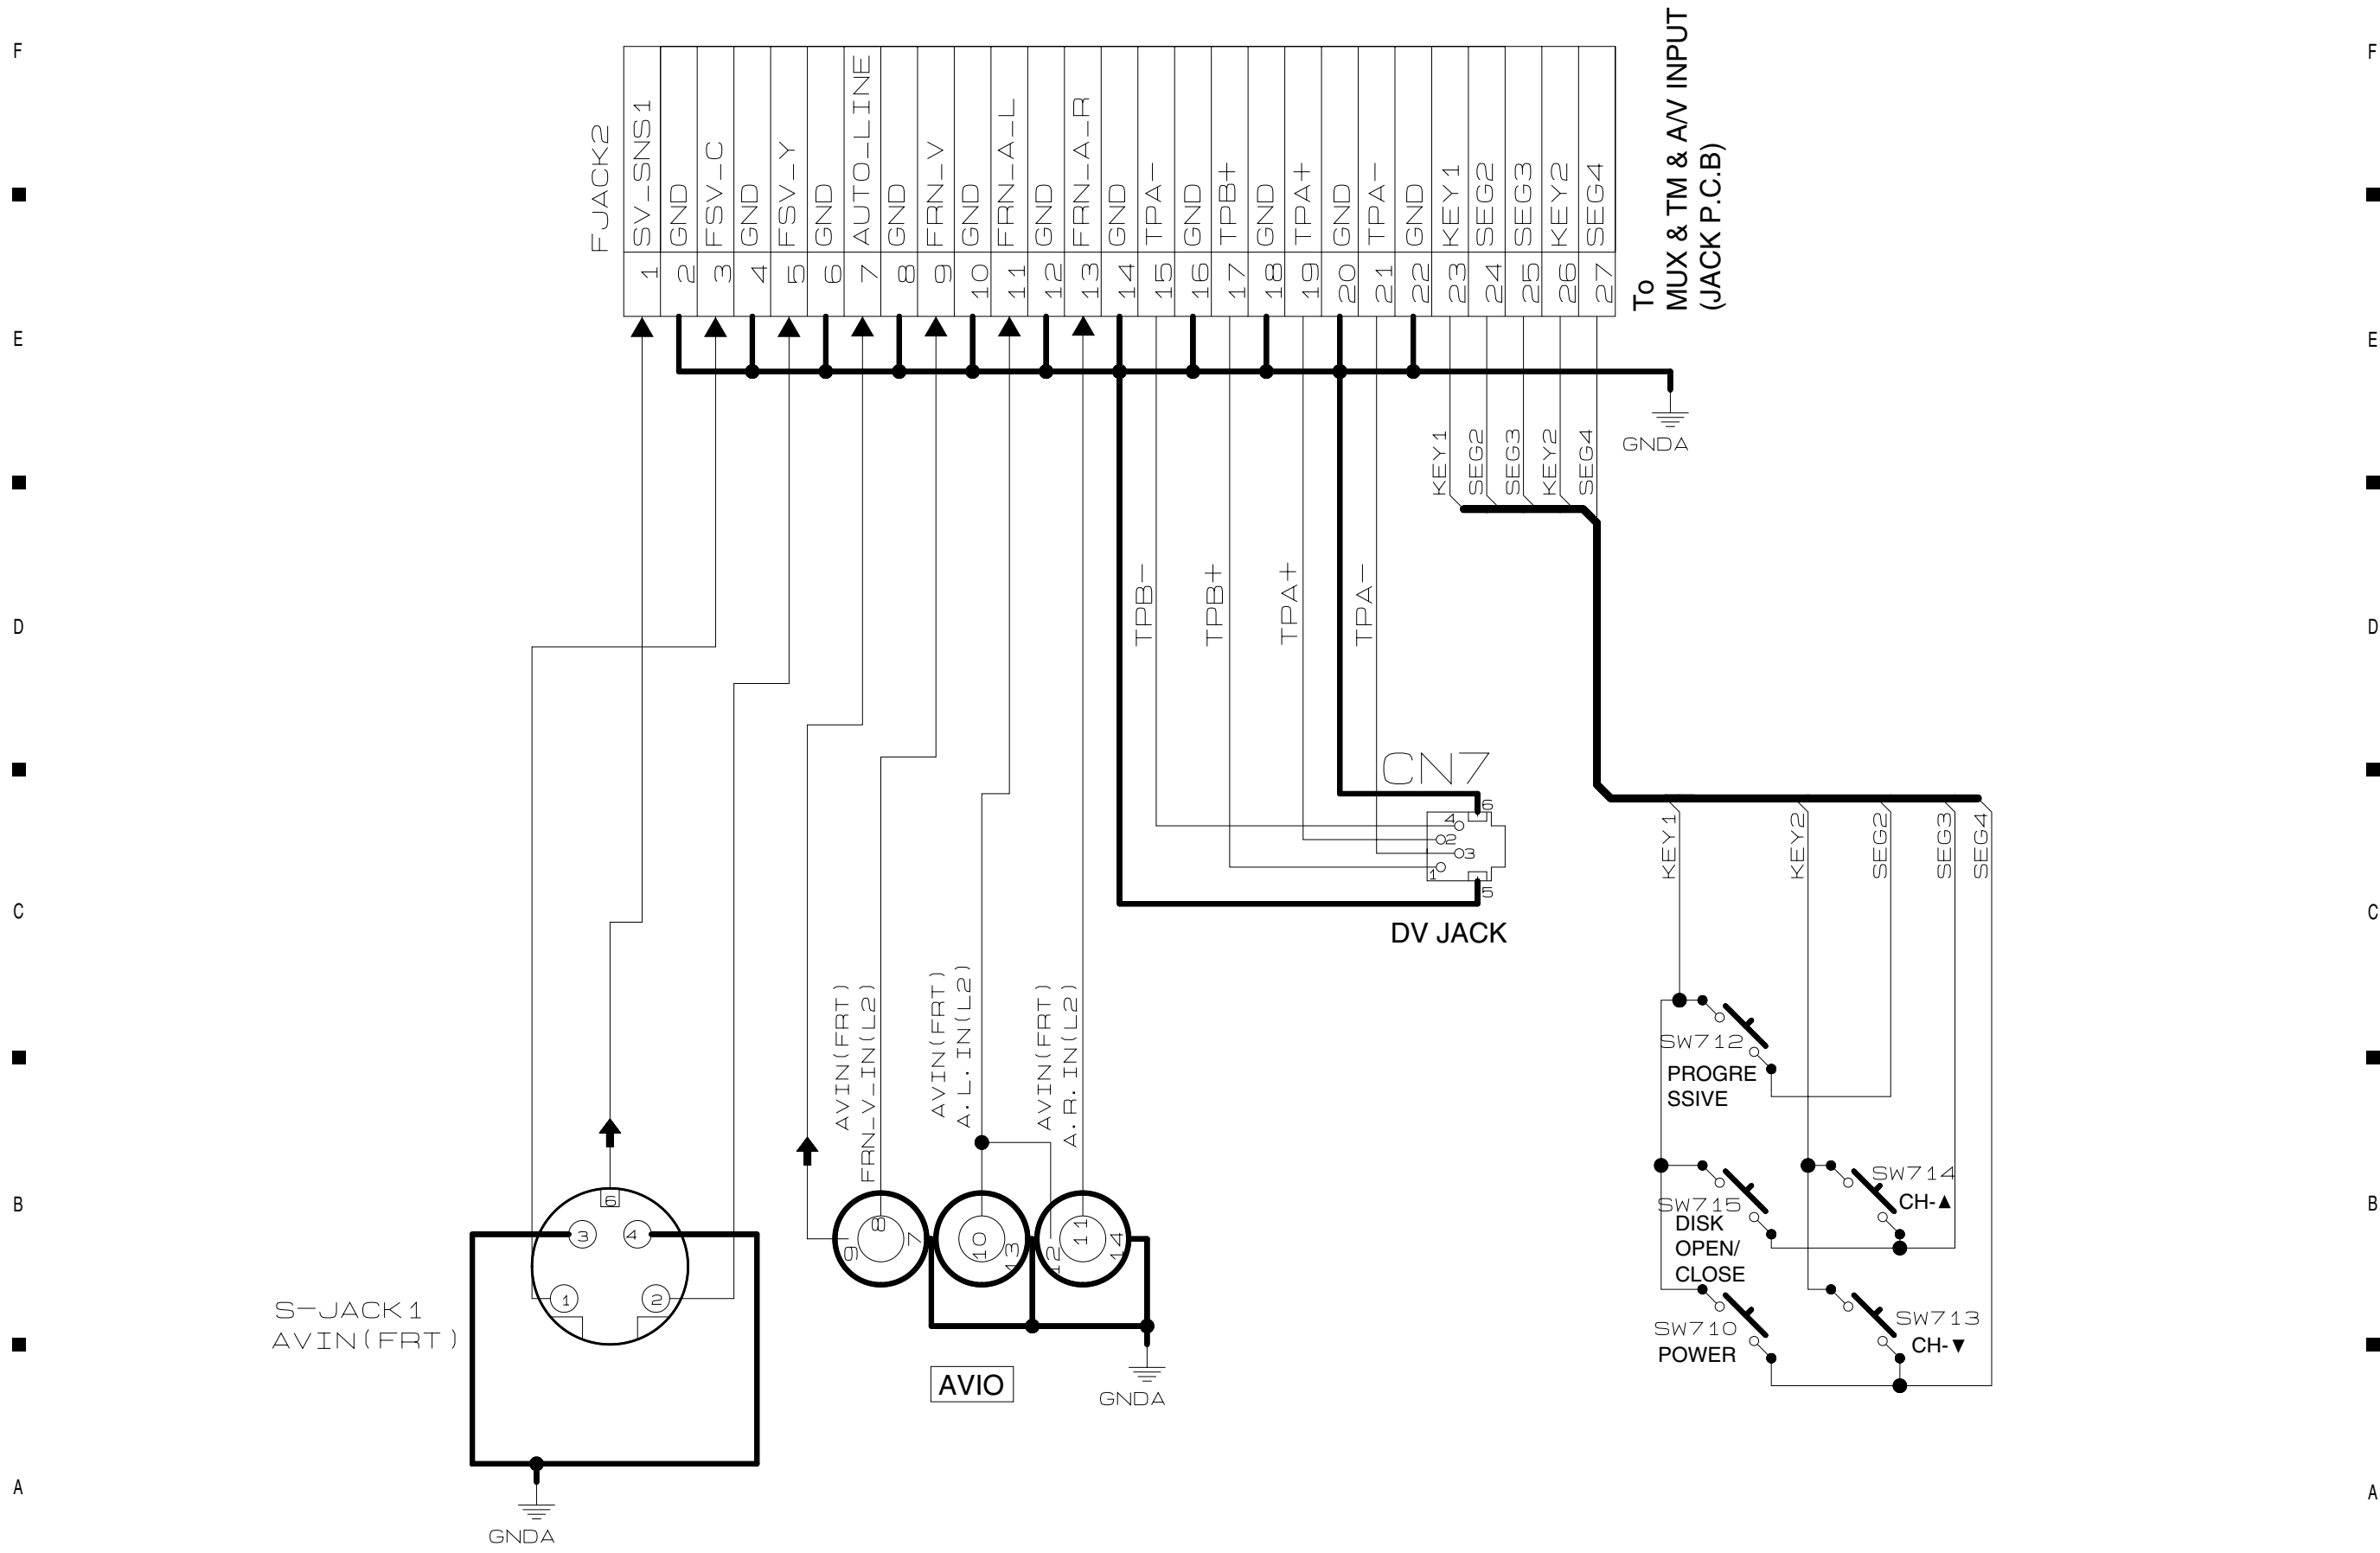 F
F
To
MUX & TM & A/V INPUT
(JACK P.C.B)
FJACK2
SV_SNS1
GND
FSV_C
GND
FSV_Y
GND
AUTO_LINE
GND
FRN_V
GND
FRN_A_L
GND
FRN_A_R
GND
TPA-
GND
TPB+
GND
TPA+
GND
TPA-
GND
KEY1
SEG2
SEG3
KEY2
SEG4
1
2
3
4
5
6
7
8
9
10
11
12
13
14
15
16
17
18
19
20
21
22
23
24
25
26
27
E
E
KEY1
SEG2
SEG3
KEY2
SEG4
GNDA
D
D
TPB-
TPB+
TPA+
TPA-
CN7
6
4
2
3
1
5
DV JACK
KEY1
KEY2
SEG2
SEG3
SEG4
C
C
AVIN(FRT)
FRN_V_IN(L2)
AVIN(FRT)
A.L.IN(L2)
AVIN(FRT)
A.R.IN(L2)
SW712
PROGRE
SSIVE
B
B
SW714
CH-▲
SW715
DISK
OPEN/
CLOSE
SW713
CH-▼
SW710
POWER
6
3
4
1
2
S-JACK1
AVIN(FRT)
9
8
7
10
13
12
11
14
AVIO
GNDA
A
A
GNDA